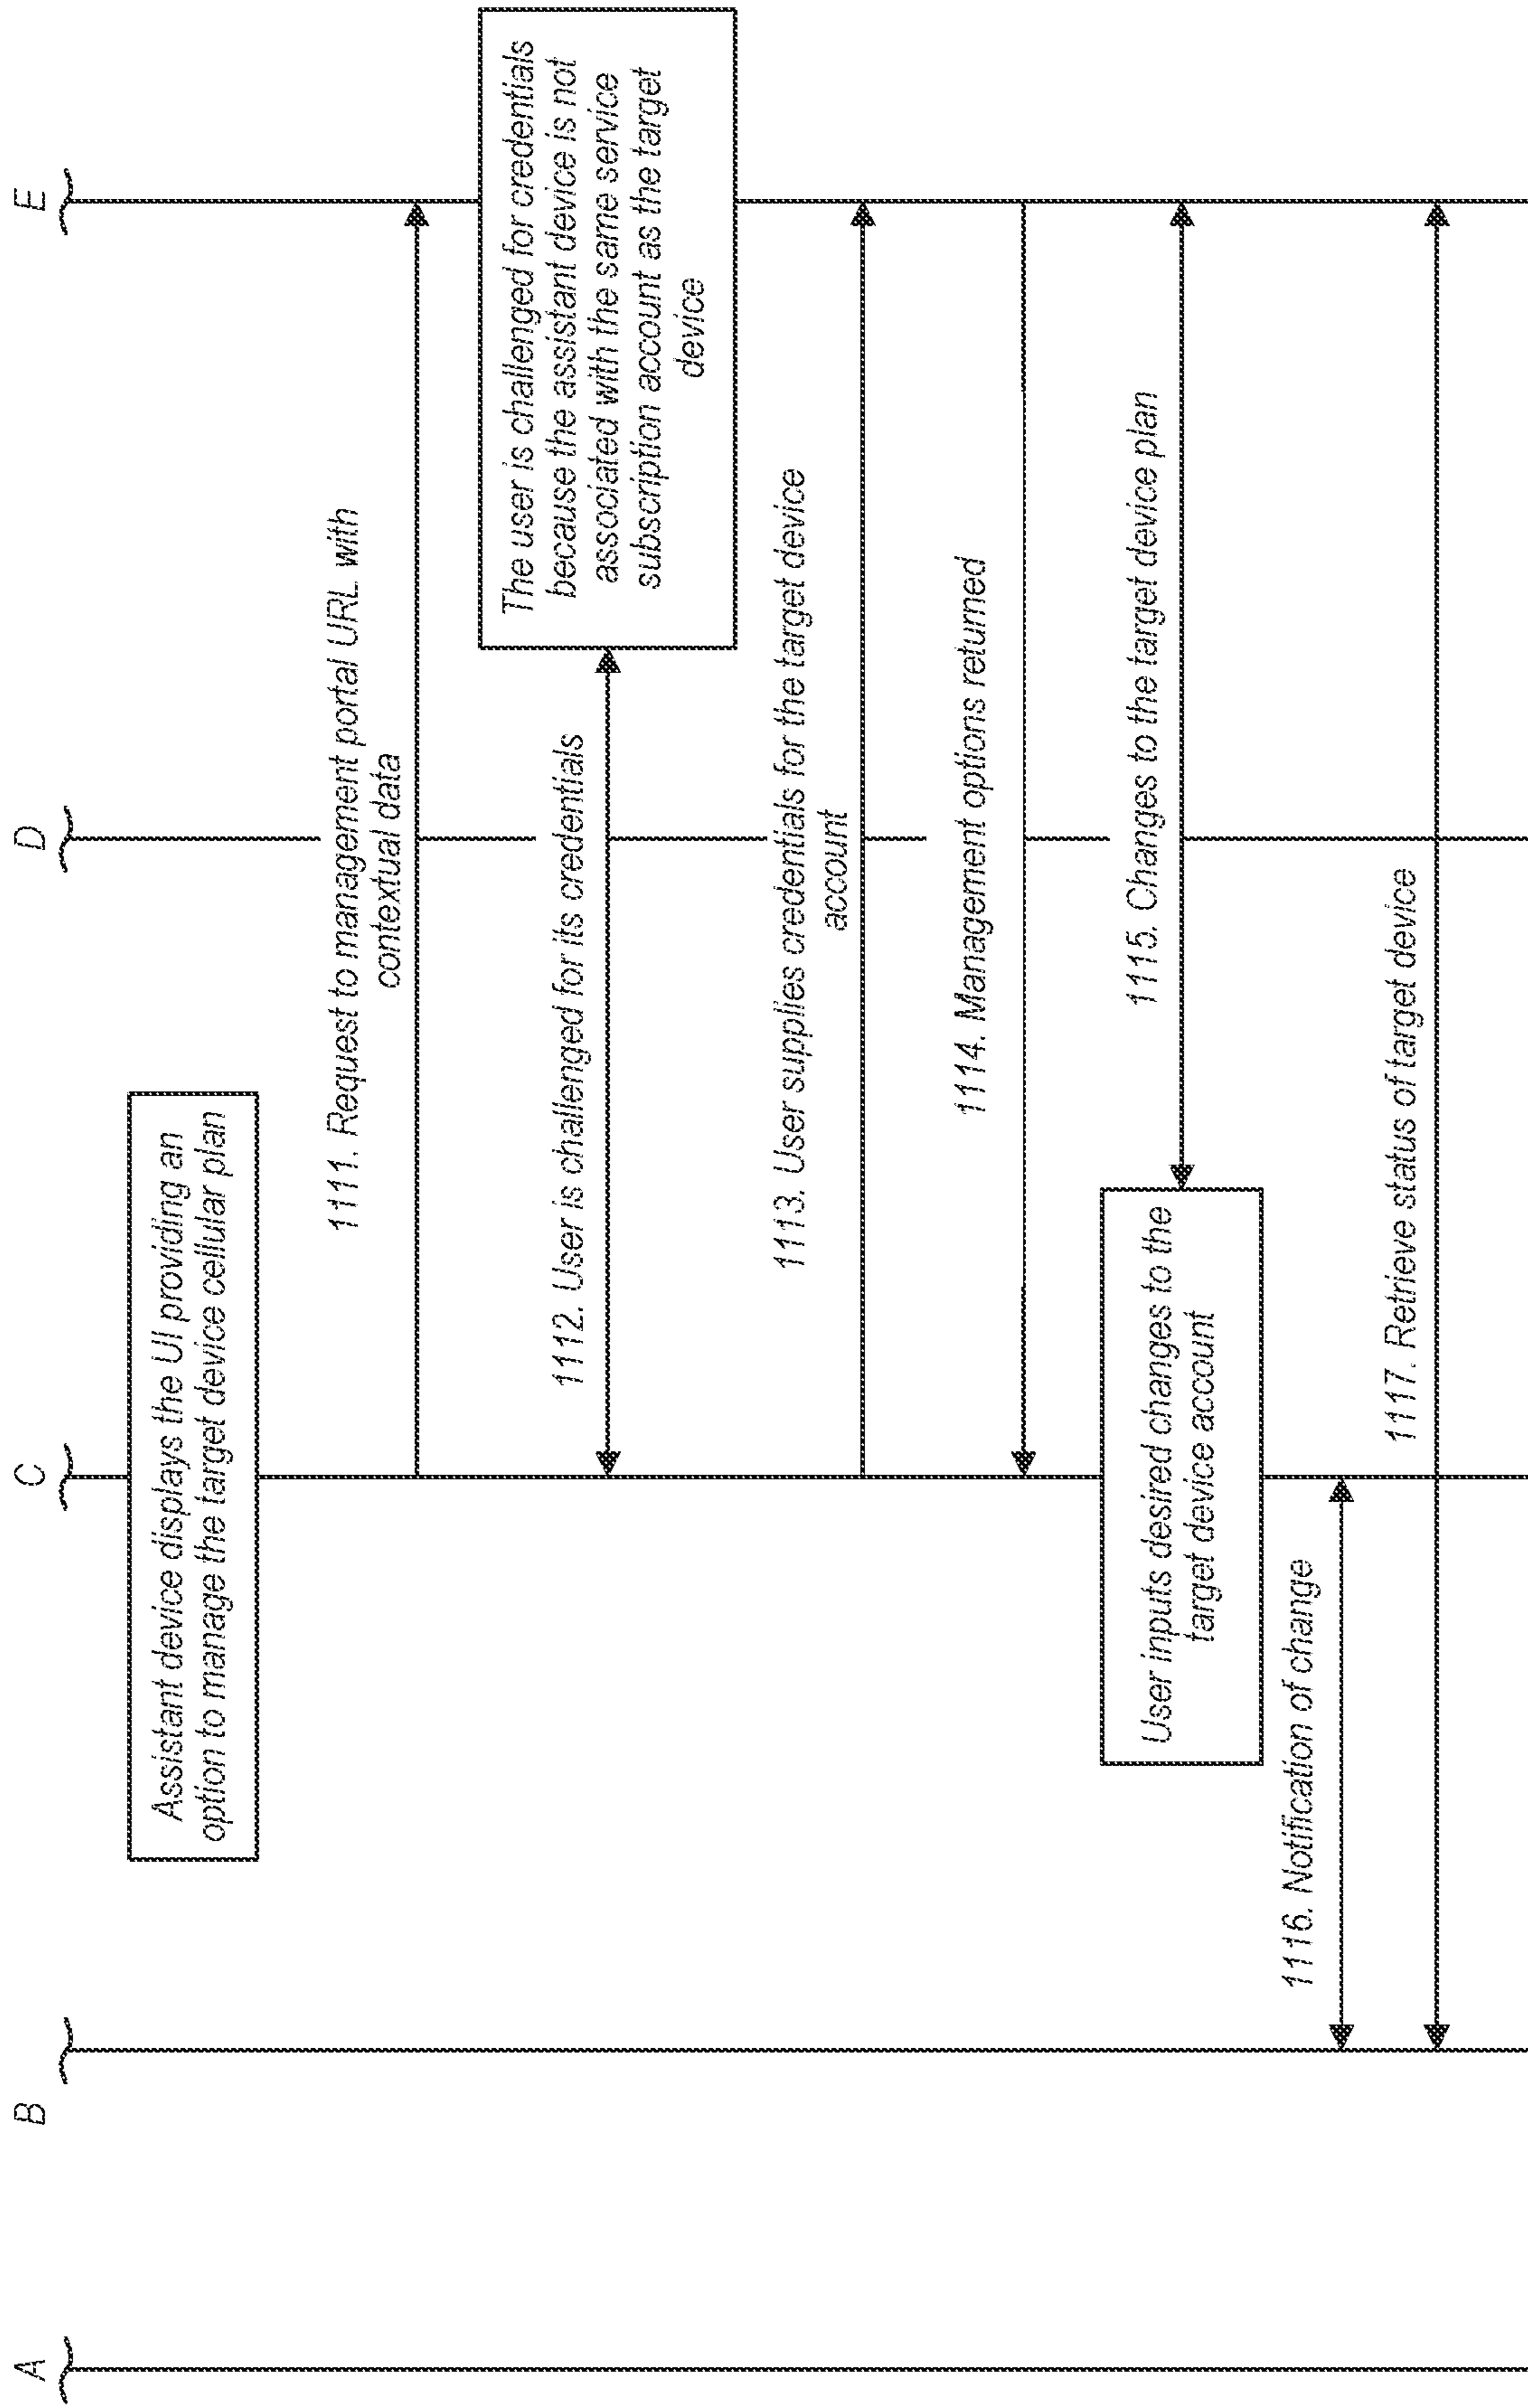 A
B
C
D
E
Assistant device displays the UI providing an
option to manage the target device cellular plan
1111. Request to management portal URL with
contextual data
The user is challenged for credentials
because the assistant device is not
associated with the same service
subscription account as the target
device
1112. User is challenged for its credentials
1113. User supplies credentials for the target device
account
1114. Management options returned
1115. Changes to the target device plan
User inputs desired changes to the
target device account
1116. Notification of change
1117. Retrieve status of target device